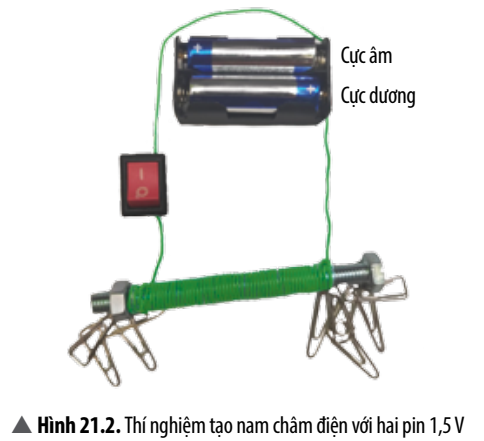 +
Cực âm
+
Cực dương
▲ Hình 21.2. Thí nghiệm tạo nam châm điện với hai pin 1,5 V